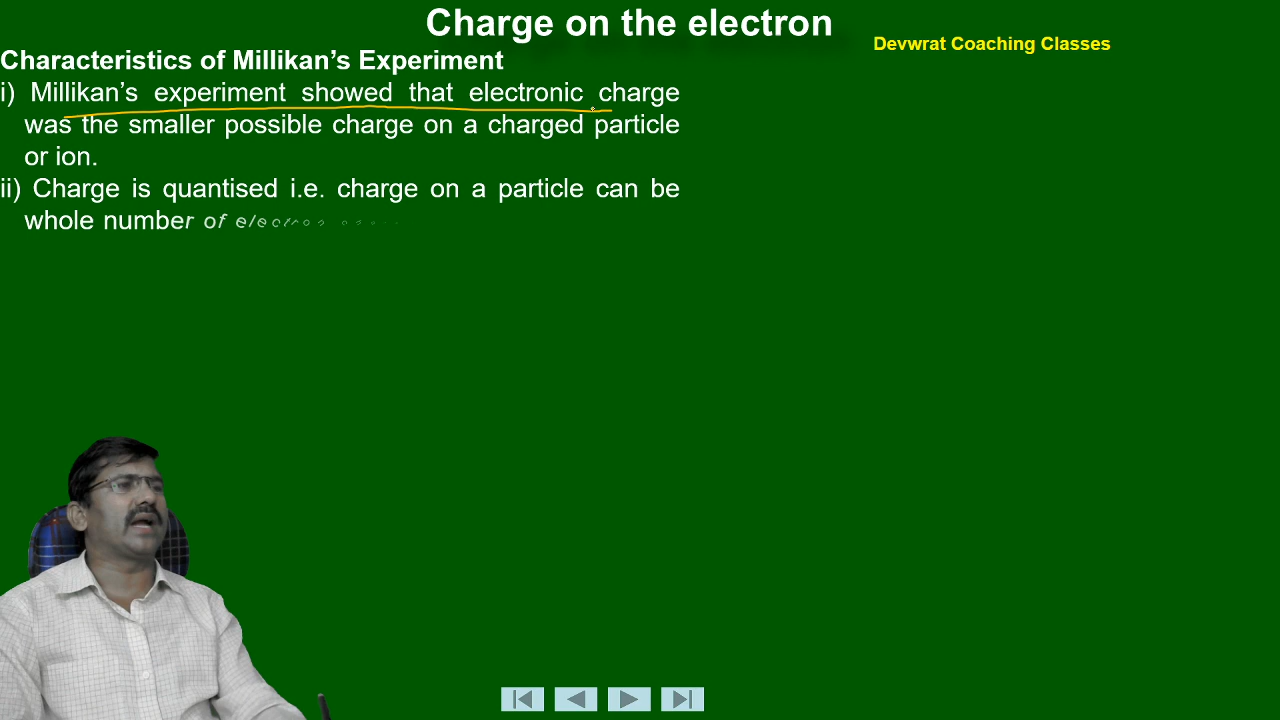 Charge on the electron
Devwrat Coaching Classes
Characteristics of Millikan’s Experiment
i) Millikan’s experiment showed that electronic charge
was the smaller possible charge on a charged particle
or ion.
ii) Charge is quantised i.e. charge on a particle can be
whole number of electron